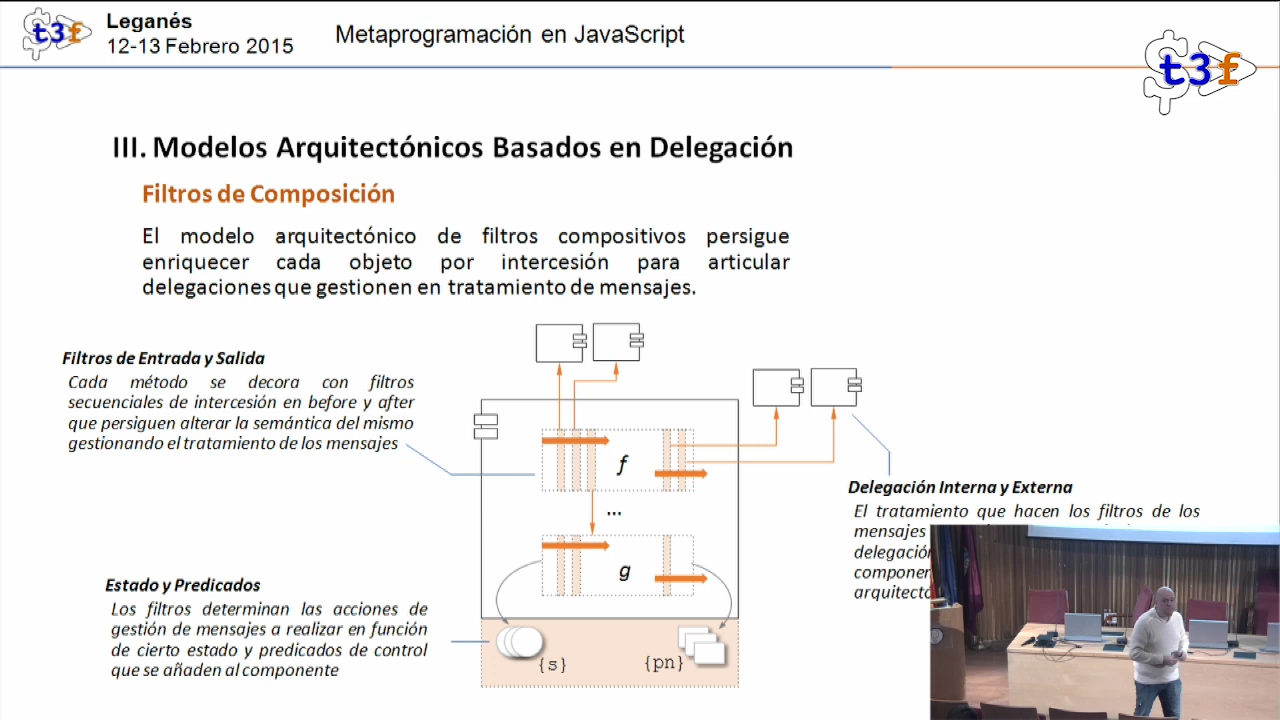 t3f
Leganés
12-13 Febrero 2015
Metaprogramación en JavaScript
t3f
III. Modelos Arquitectónicos Basados en Delegación
Filtros de Composición
El modelo arquitectónico de filtros compositivos persigue
enriquecer cada objeto por intercesión para articular
delegaciones que gestionen en tratamiento de mensajes.
Filtros de Entrada y Salida
Cada método se decora con filtros
secuenciales de intercesión en before y after
que persiguen alterar la semántica del mismo
gestionando el tratamiento de los mensajes
f
...
g
{s}
{pn}
Delegación Interna y Externa
El tratamiento que hacen los filtros de los
mensajes
delegación
Estado y Predicados
Los filtros determinan las acciones de
gestión de mensajes a realizar en función
de cierto estado y predicados de control
que se añaden al componente